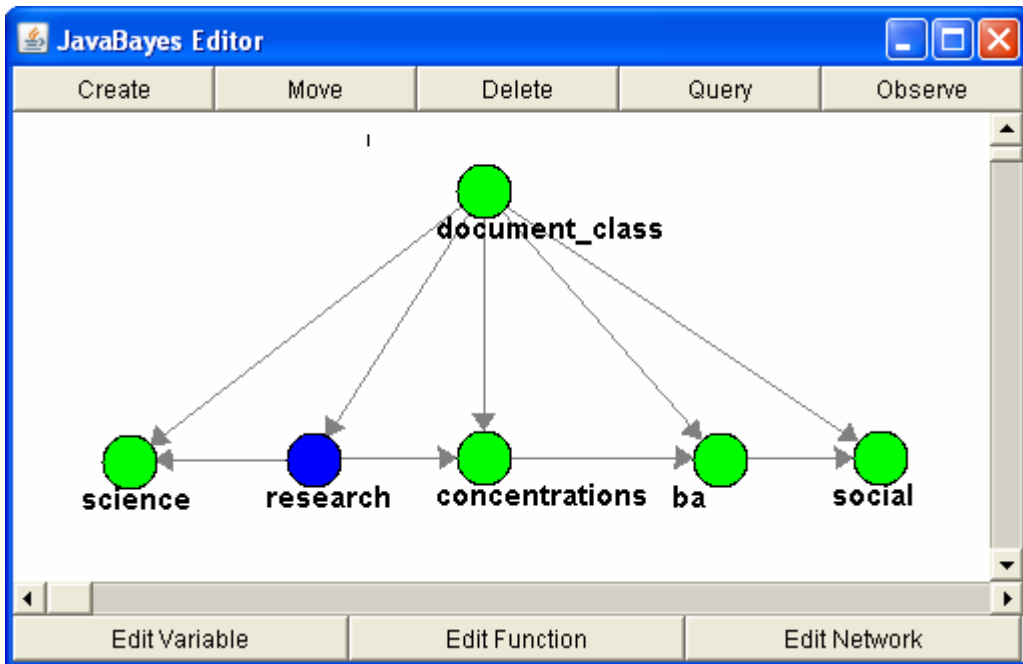 JavaBayes Editor
Create Move Delete Query Observe
document_class
science research concentrations ba social
Edit Variable Edit Function Edit Network